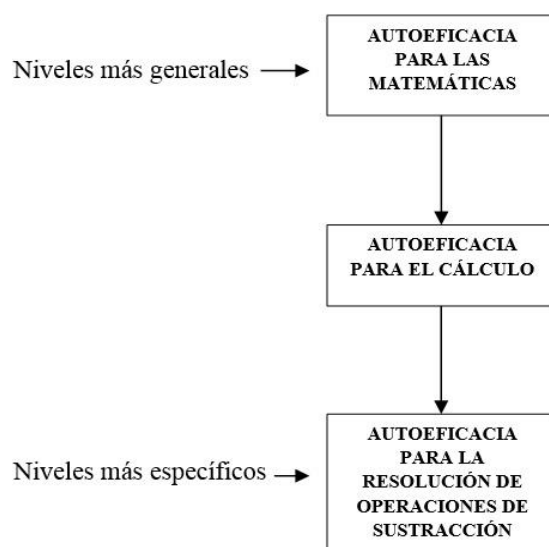 AUTOEFICACIA
PARA LAS
MATEMÁTICAS
Niveles más generales
AUTOEFICACIA
PARA EL CÁLCULO
AUTOEFICACIA
PARA LA
RESOLUCIÓN DE
OPERACIONES DE
SUSTRACCIÓN
Niveles más específicos